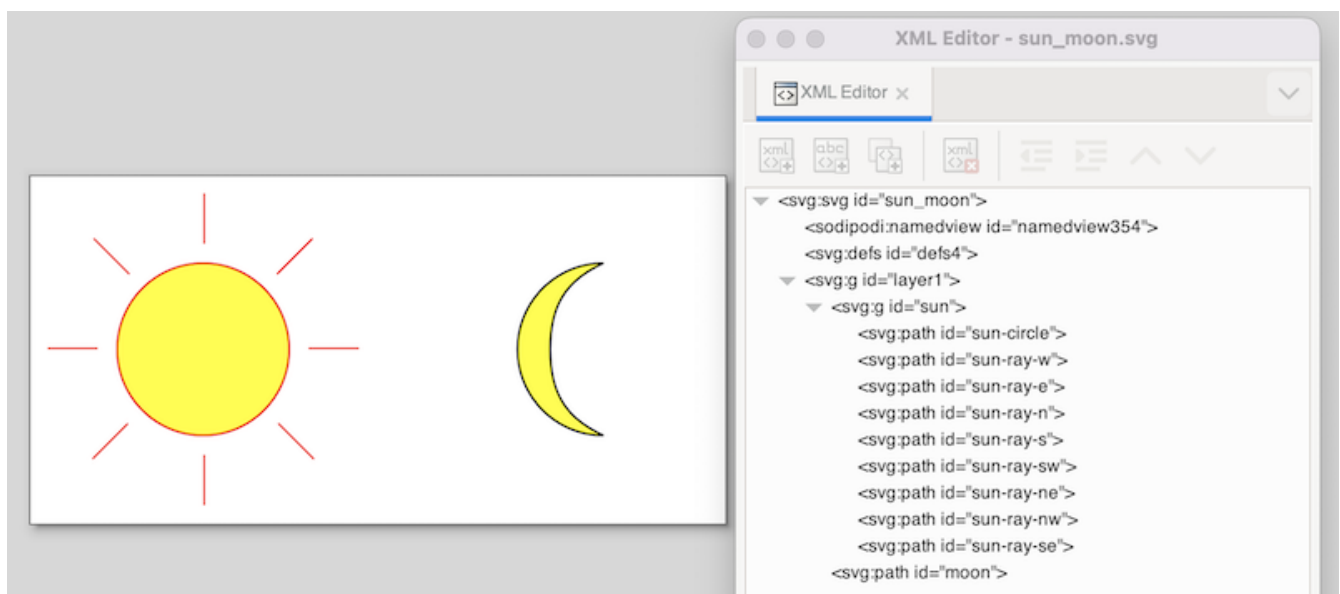 XML Editor - sun_moon.svg
XML Editor
xml
abc
xml
<svg:svg id="sun_moon">
<sodipodi:namedview id="namedview354">
<svg:defs id="defs4">
<svg:g id="layer1">
<svg:g id="sun">
<svg:path id="sun-circle">
<svg:path id="sun-ray-w">
<svg:path id="sun-ray-e">
<svg:path id="sun-ray-n">
<svg:path id="sun-ray-s">
<svg:path id="sun-ray-sw">
<svg:path id="sun-ray-ne">
<svg:path id="sun-ray-nw">
<svg:path id="sun-ray-se">
<svg:path id="moon">